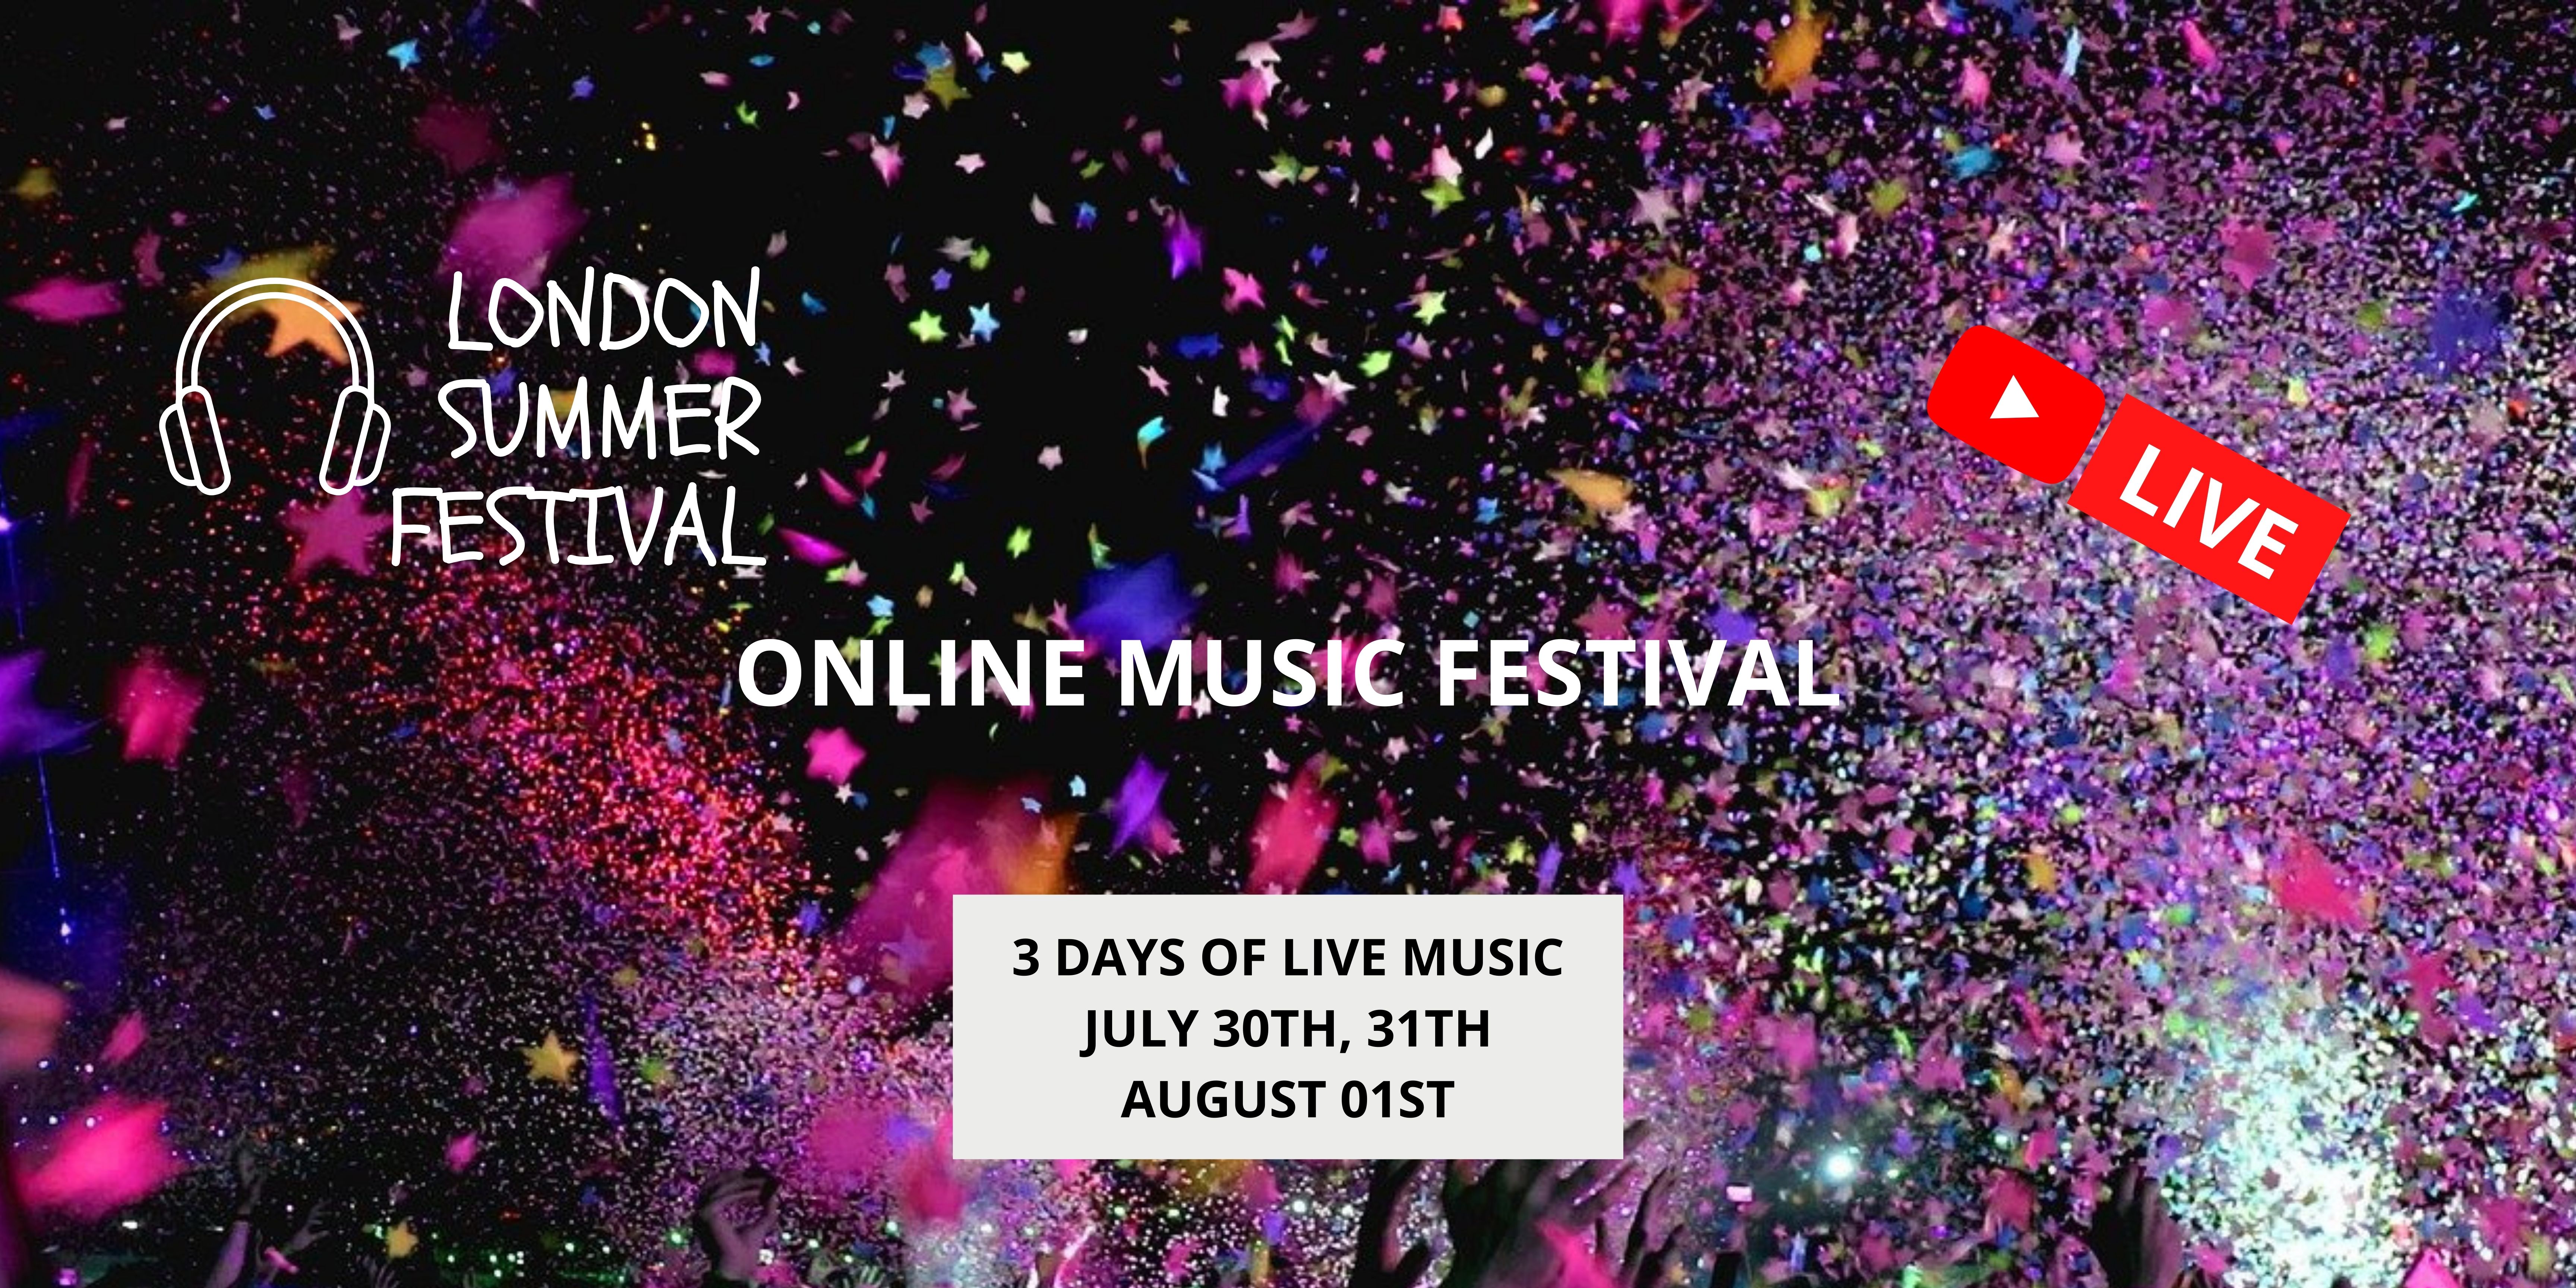 LONDON
SUMMER
FESTIVAL
LIVE
ONLINE MUSIC FESTIVAL
3 DAYS OF LIVE MUSIC
JULY 30TH, 31TH
AUGUST 01ST